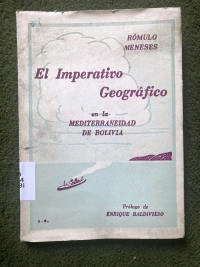 RÓMULO
MENESES
El Imperativo
Geográfico
en la
MEDITERRANEIDAD
DE BOLIVIA
Prólogo de
ENRIQUE BALDIVIESO